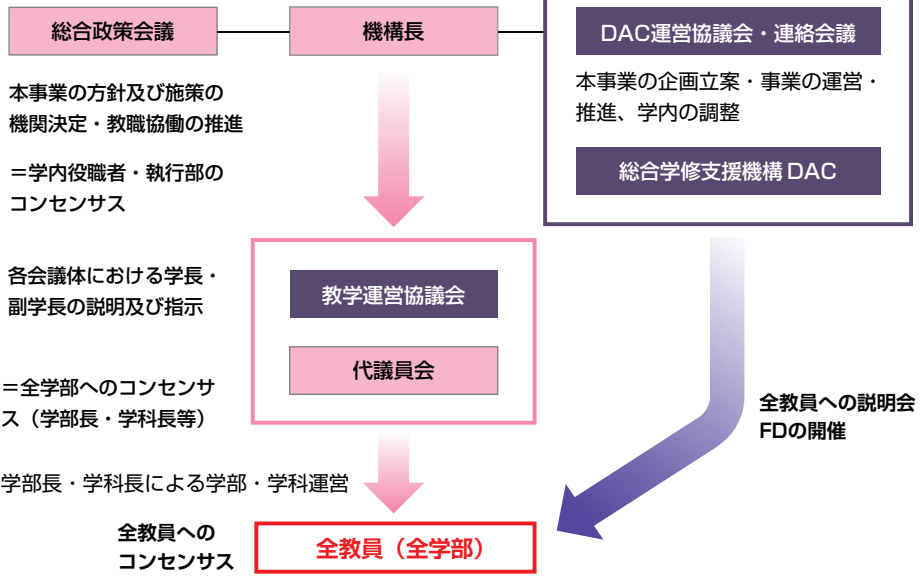 総合政策会議
機構長
DAC運営協議会・連絡会議
本事業の企画立案・事業の運営・
推進、学内の調整
総合学修支援機構 DAC
本事業の方針及び施策の
機関決定・教職協働の推進
＝学内役職者・執行部の
コンセンサス
各会議体における学長・
副学長の説明及び指示
教学運営協議会
代議員会
＝全学部へのコンセンサ
ス（学部長・学科長等）
全教員への説明会
FDの開催
学部長・学科長による学部・学科運営
全教員への
コンセンサス
全教員（全学部）